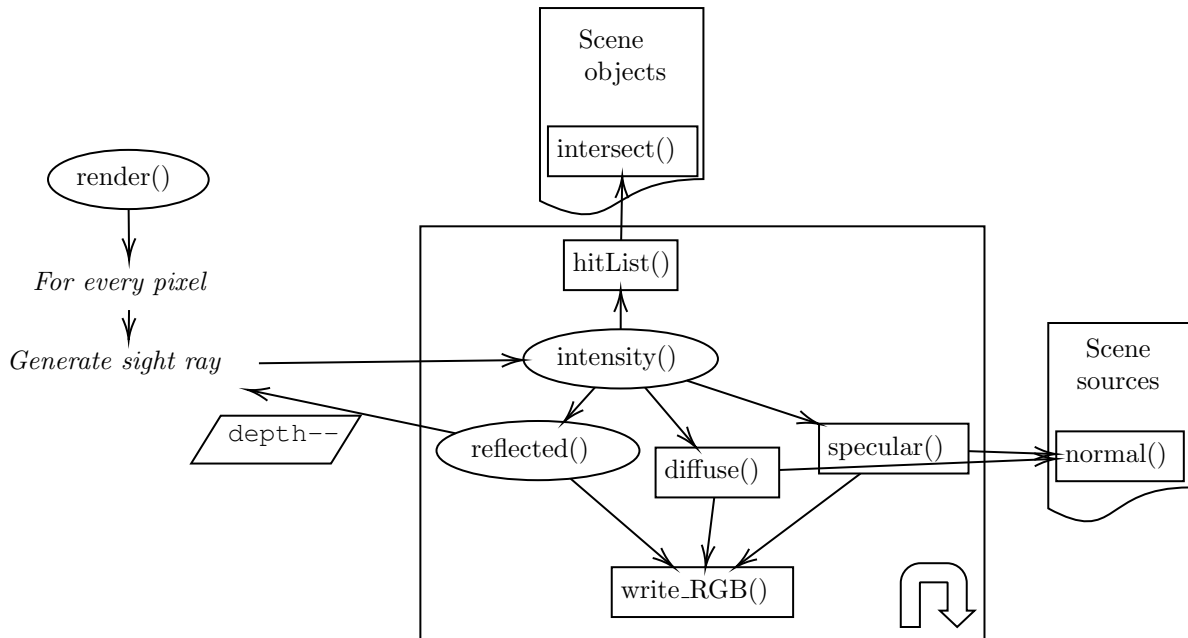 Scene
objects
intersect()
render()
hitList()
For every pixel
intensity()
Generate sight ray
Scene
sources
depth--
reflected()
diffuse()
specular()
normal()
write_RGB()